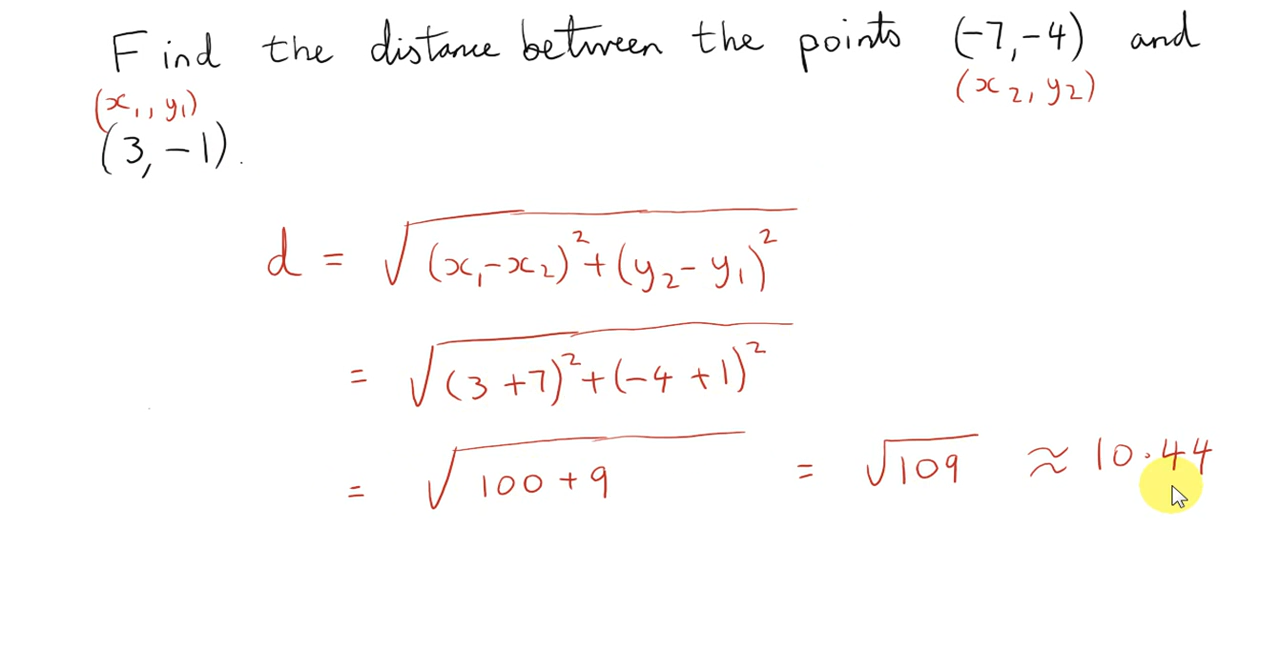 Find the distance between the points (-7,-4) and
(x₁, y₁) (x₂, y₂)
(3, -1).
d = √((x₁-x₂)²+(y₂-y₁)²)
= √((3+7)²+(-4+1)²)
= √(100+9) = √109 ≈ 10.44